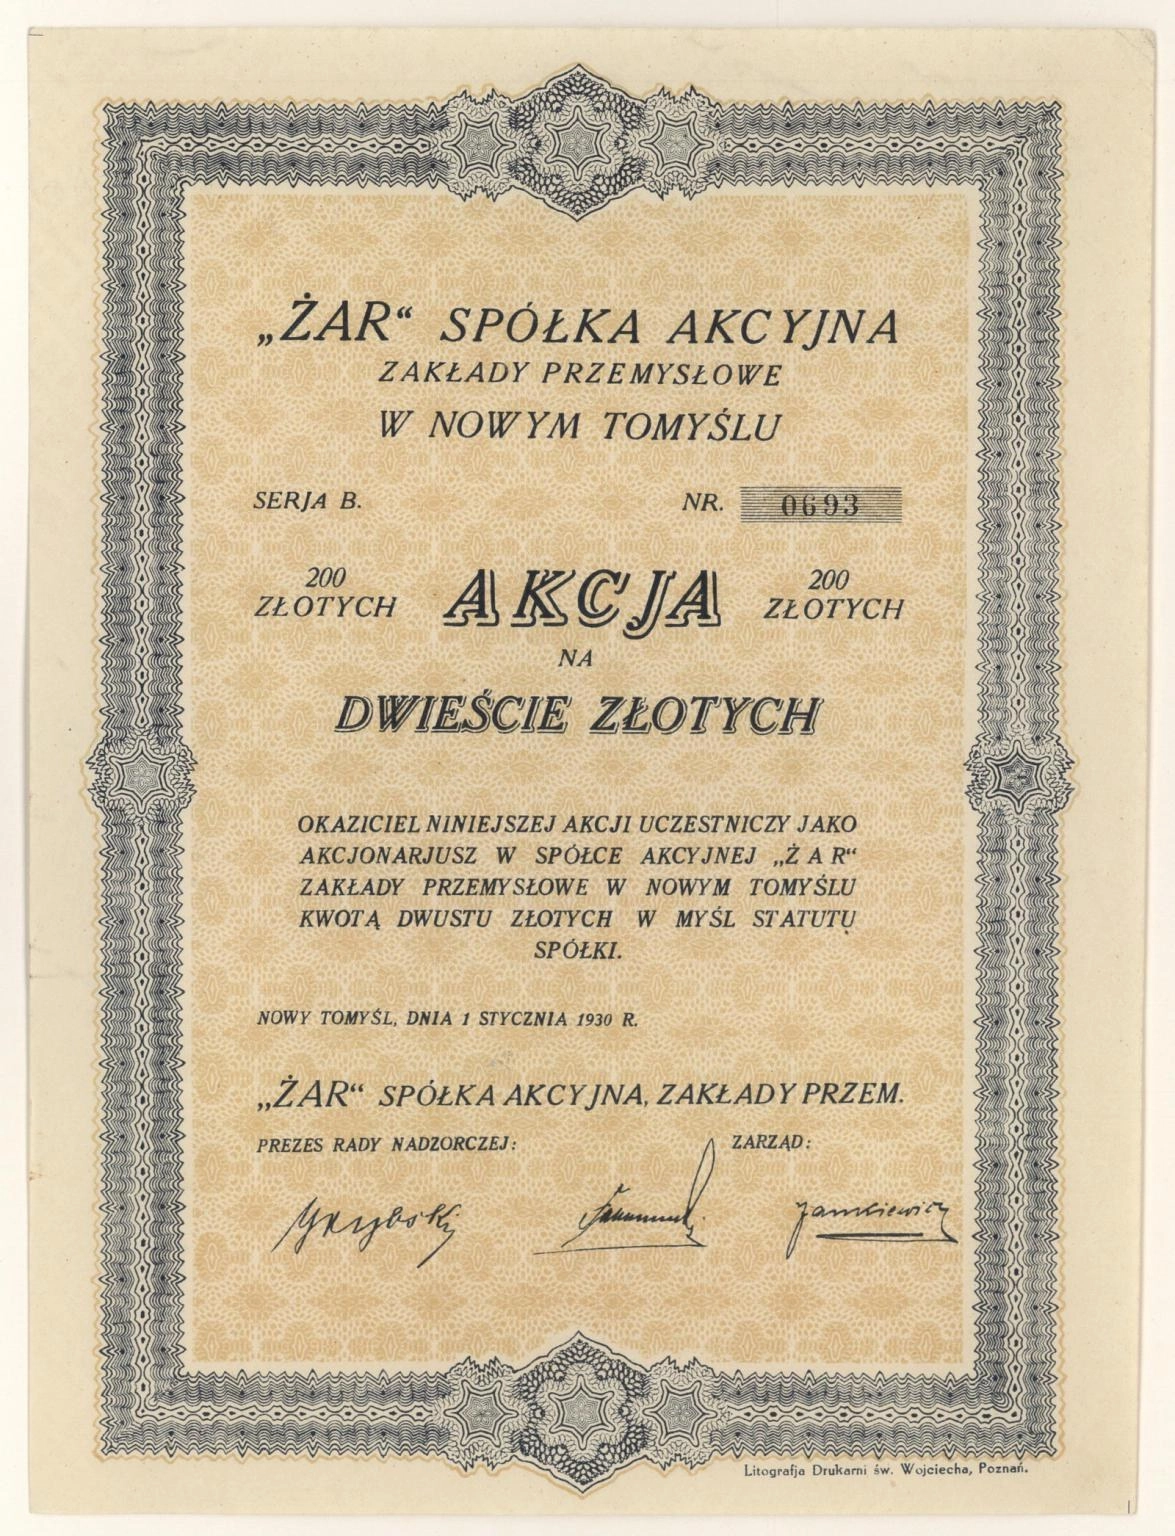 „ŻAR“ SPÓŁKA AKCYJNA
ZAKŁADY PRZEMYSŁOWE
W NOWYM TOMYŚLU
SERJA B. NR. 0693
200 ZŁOTYCH AKCJA 200 ZŁOTYCH
NA
DWIEŚCIE ZŁOTYCH
OKAZICIEL NINIEJSZEJ AKCJI UCZESTNICZY JAKO
AKCJONARJUSZ W SPÓŁCE AKCYJNEJ „ŻAR“
ZAKŁADY PRZEMYSŁOWE W NOWYM TOMYŚLU
KWOTĄ DWUSTU ZŁOTYCH W MYŚL STATUTU
SPÓŁKI.
NOWY TOMYŚL, DNIA 1 STYCZNIA 1930 R.
„ŻAR“ SPÓŁKA AKCYJNA, ZAKŁADY PRZEM.
PREZES RADY NADZORCZEJ: ZARZĄD:
Jankiewicz
Litografja Drukarni św. Wojciecha, Poznań.